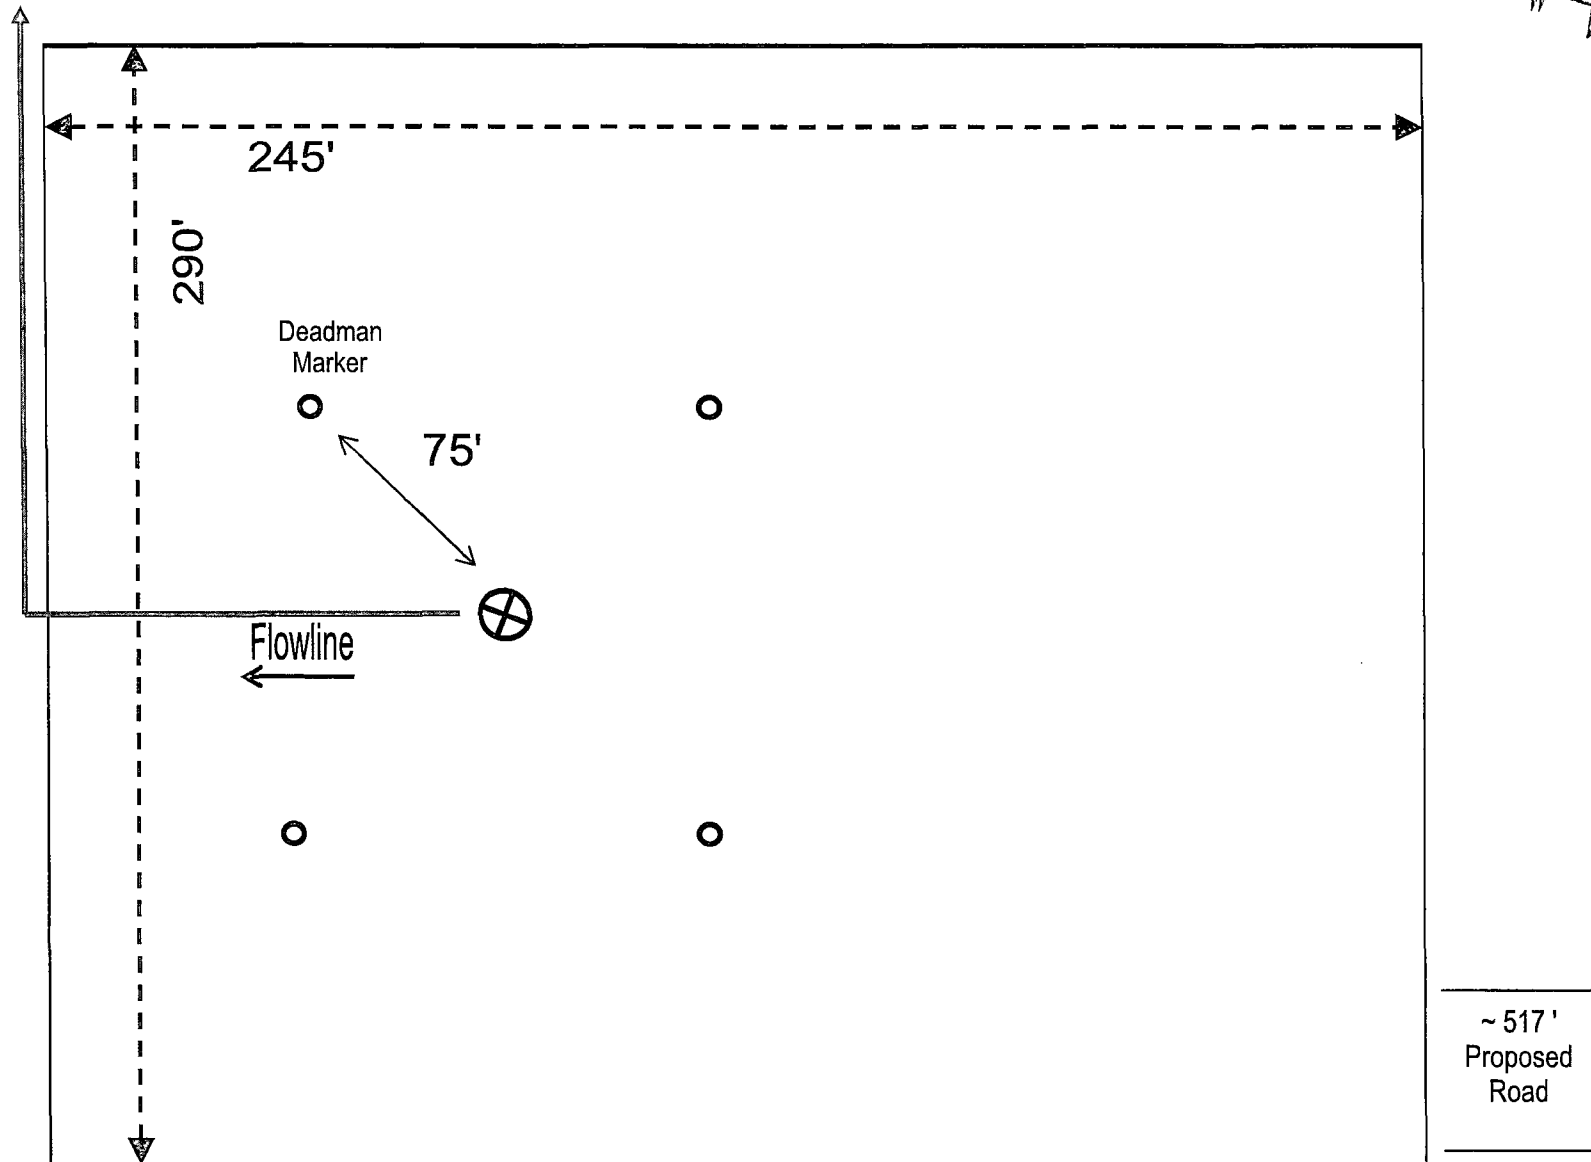 W
245'
290'
Deadman
Marker
75'
Flowline
~ 517 '
Proposed
Road